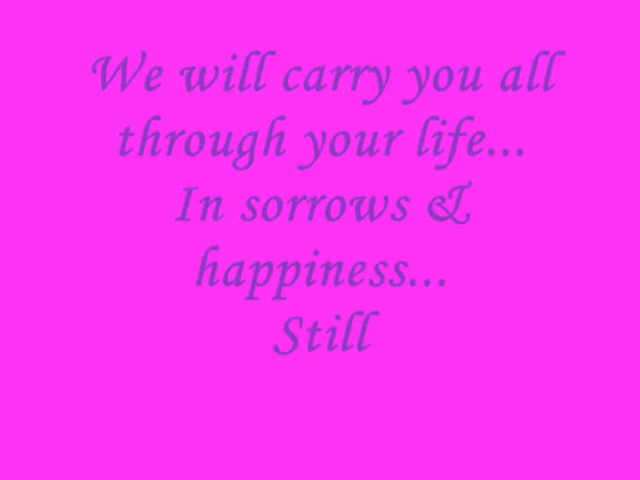 We will carry you all
through your life...
In sorrows &
happiness...
Still